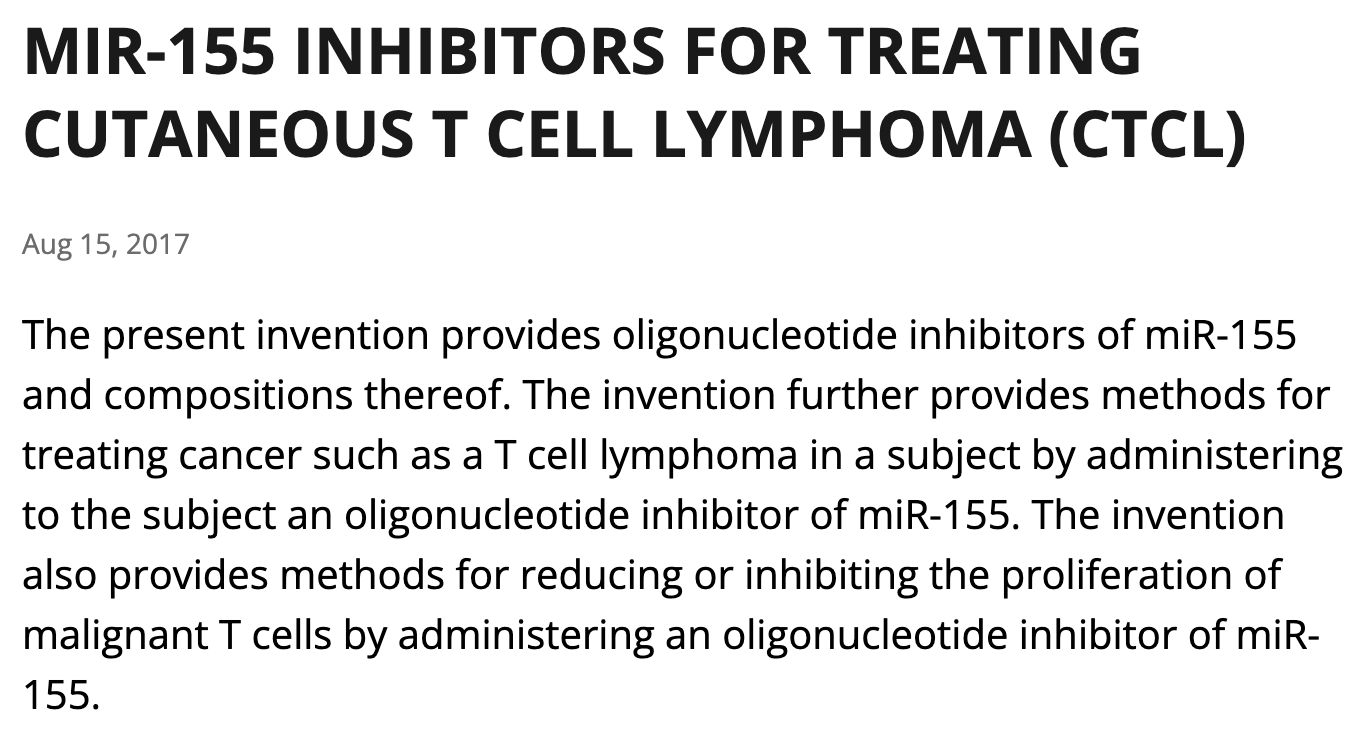 MIR-155 INHIBITORS FOR TREATING
CUTANEOUS T CELL LYMPHOMA (CTCL)
Aug 15, 2017
The present invention provides oligonucleotide inhibitors of miR-155
and compositions thereof. The invention further provides methods for
treating cancer such as a T cell lymphoma in a subject by administering
to the subject an oligonucleotide inhibitor of miR-155. The invention
also provides methods for reducing or inhibiting the proliferation of
malignant T cells by administering an oligonucleotide inhibitor of miR-
155.